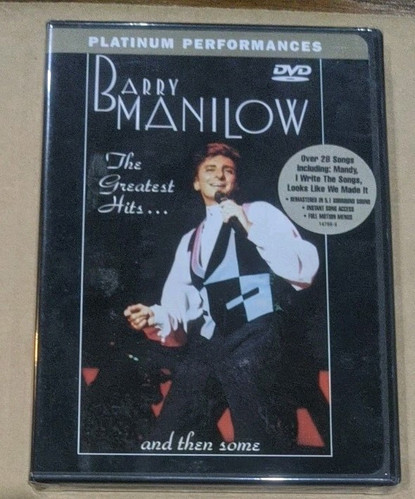 PLATINUM PERFORMANCES
DVD
BARRY
MANILOW
The
Greatest
Hits...
Over 28 Songs
Including: Mandy,
I Write The Songs,
Looks Like We Made It
• REMASTERED IN 5.1 SURROUND SOUND
• INSTANT SONG ACCESS
• FULL MOTION MENUS
and then some